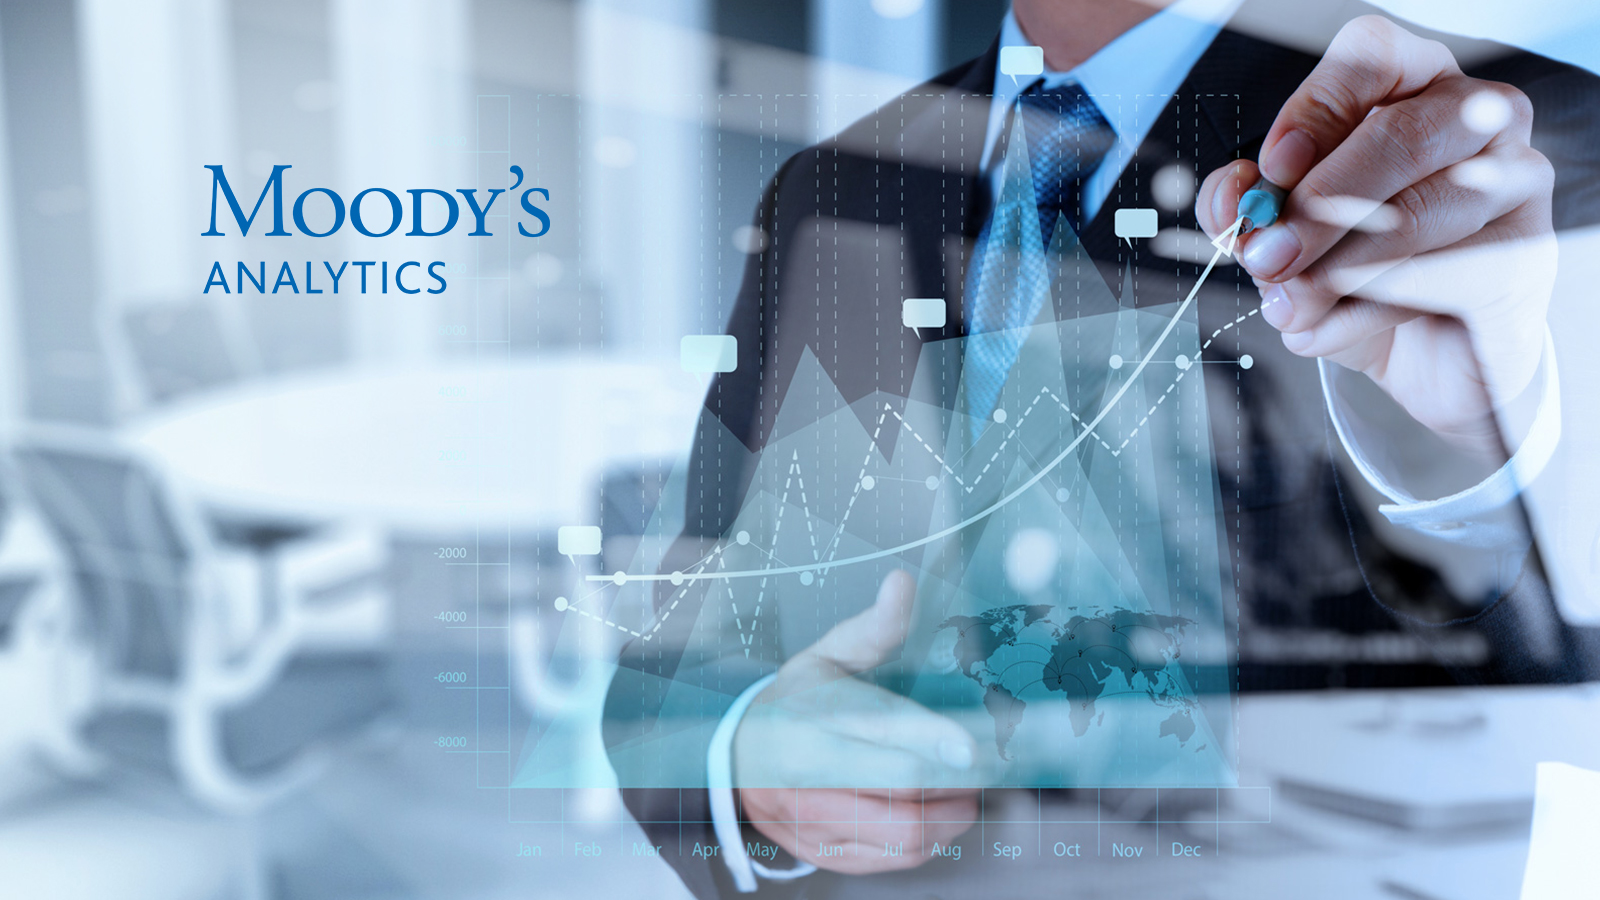 MOODY'S
ANALYTICS
-2000
-4000
-6000
-8000
Jan Feb Mar Apr May Jun Jul Aug Sep Oct Nov Dec